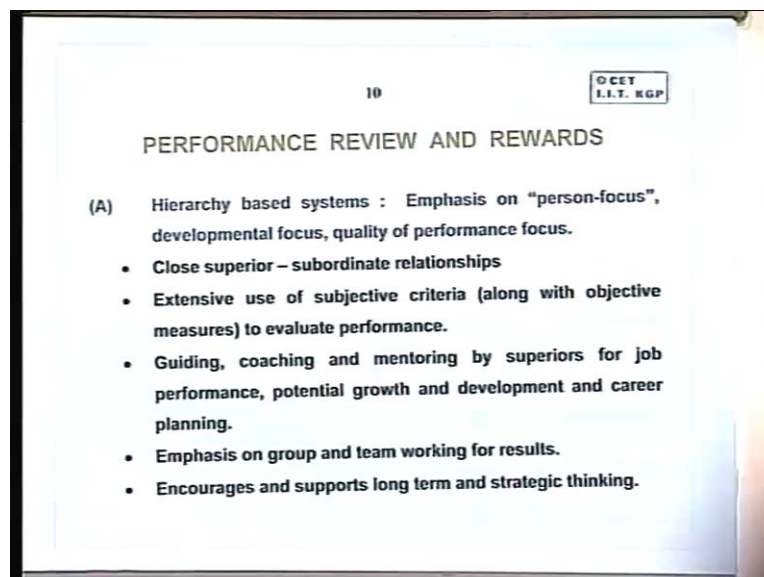 10
© CET
I.I.T. KGP
PERFORMANCE REVIEW AND REWARDS
(A) Hierarchy based systems : Emphasis on “person-focus”,
developmental focus, quality of performance focus.
• Close superior – subordinate relationships
• Extensive use of subjective criteria (along with objective
measures) to evaluate performance.
• Guiding, coaching and mentoring by superiors for job
performance, potential growth and development and career
planning.
• Emphasis on group and team working for results.
• Encourages and supports long term and strategic thinking.